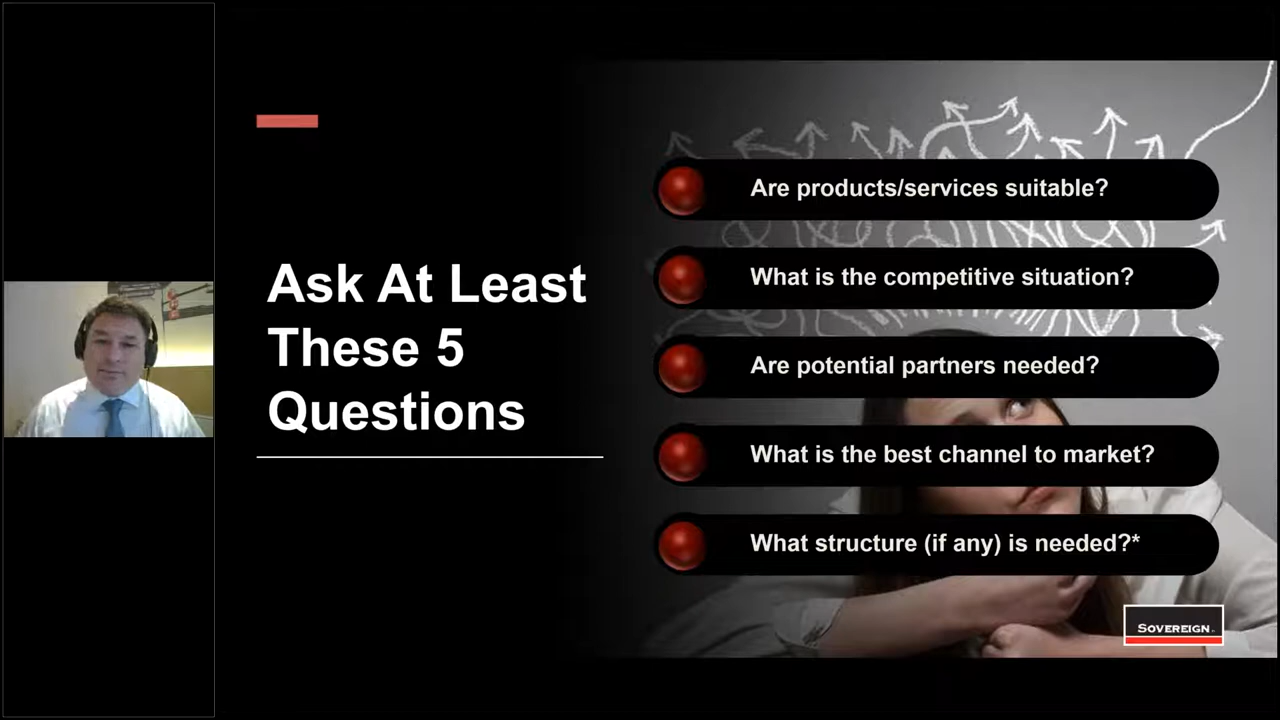 Ask At Least
These 5
Questions
Are products/services suitable?
What is the competitive situation?
Are potential partners needed?
What is the best channel to market?
What structure (if any) is needed?*
SOVEREIGN